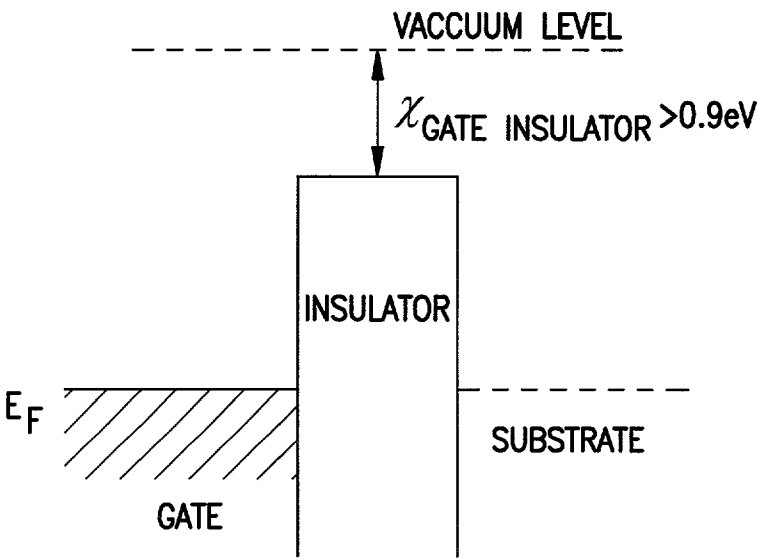 VACCUUM LEVEL
χGATE INSULATOR >0.9eV
INSULATOR
EF
SUBSTRATE
GATE